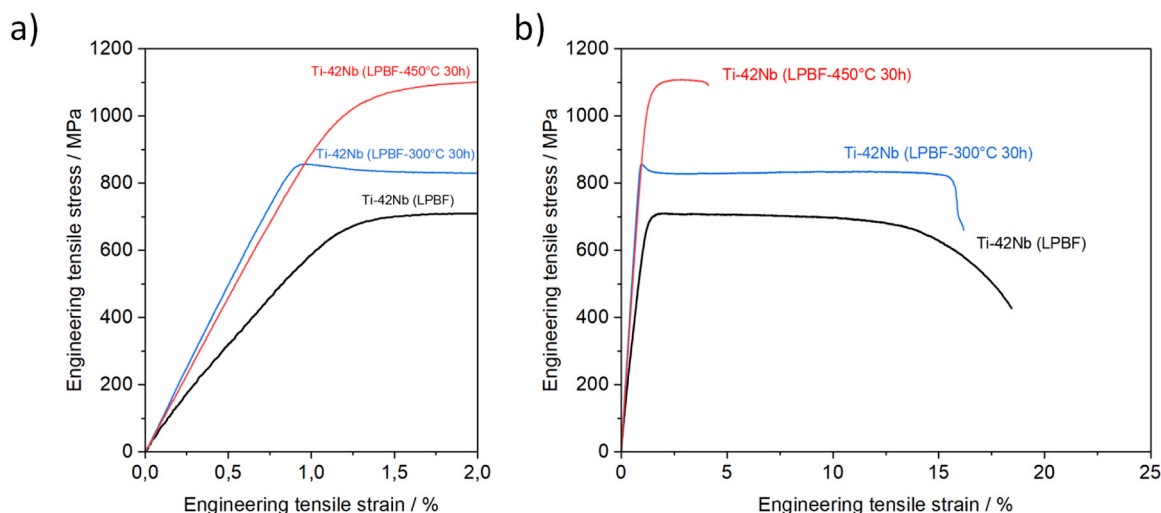 a)
Engineering tensile stress / MPa
1200
1000
800
600
400
200
0
Ti-42Nb (LPBF-450°C 30h)
Ti-42Nb (LPBF-300°C 30h)
Ti-42Nb (LPBF)
0,0 0,5 1,0 1,5 2,0
Engineering tensile strain / %
b)
Engineering tensile stress / MPa
1200
1000
800
600
400
200
0
Ti-42Nb (LPBF-450°C 30h)
Ti-42Nb (LPBF-300°C 30h)
Ti-42Nb (LPBF)
0 5 10 15 20 25
Engineering tensile strain / %